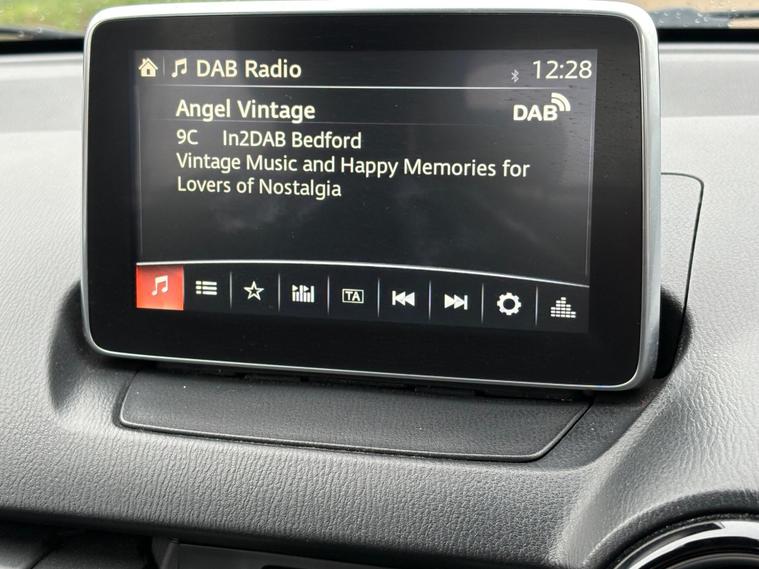 DAB Radio 12:28
Angel Vintage DAB
9C In2DAB Bedford
Vintage Music and Happy Memories for
Lovers of Nostalgia
TA